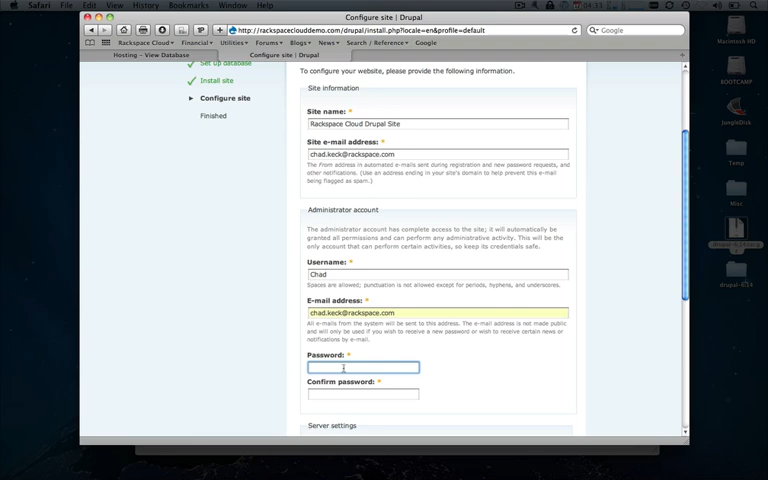 Safari File Edit View History Bookmarks Window Help
Configure site | Drupal
http://rackspaceclouddemo.com/drupal/install.php?locale=en&profile=default
Google
Rackspace Cloud Financial Utilities Forums Blogs News Search / Reference Google
Hosting - View Database
Configure site | Drupal
Set up database
Install site
Configure site
Finished
To configure your website, please provide the following information.
Site information
Site name: *
Rackspace Cloud Drupal Site
Site e-mail address: *
chad.keck@rackspace.com
The From address in automated e-mails sent during registration and new password requests, and
other notifications. (Use an address ending in your site's domain to help prevent this e-mail
being flagged as spam.)
Administrator account
The administrator account has complete access to the site; it will automatically be
granted all permissions and can perform any administrative activity. This will be the
only account that can perform certain activities, so keep its credentials safe.
Username: *
Chad
Spaces are allowed; punctuation is not allowed except for periods, hyphens, and underscores.
E-mail address: *
chad.keck@rackspace.com
All e-mails from the system will be sent to this address. The e-mail address is not made public
and will only be used if you wish to receive a new password or wish to receive certain news or
notifications by e-mail.
Password: *
Confirm password: *
Server settings
Macintosh HD
BOOTCAMP
JungleDisk
Temp
Misc
drupal-6.14